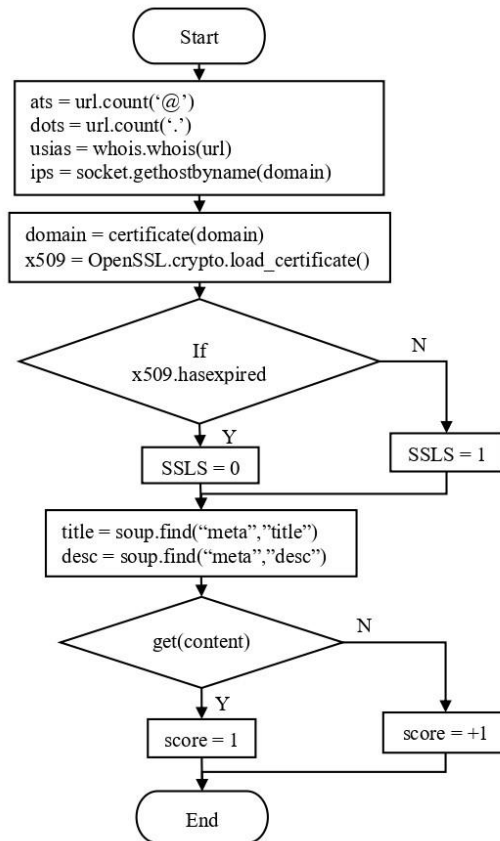 Start
ats = url.count(‘@’)
dots = url.count(‘.’)
usias = whois.whois(url)
ips = socket.gethostbyname(domain)
domain = certificate(domain)
x509 = OpenSSL.crypto.load_certificate()
If
x509.hasexpired
N
Y
SSLS = 0
SSLS = 1
title = soup.find(“meta”,”title”)
desc = soup.find(“meta”,”desc”)
get(content)
N
Y
score = 1
score = +1
End